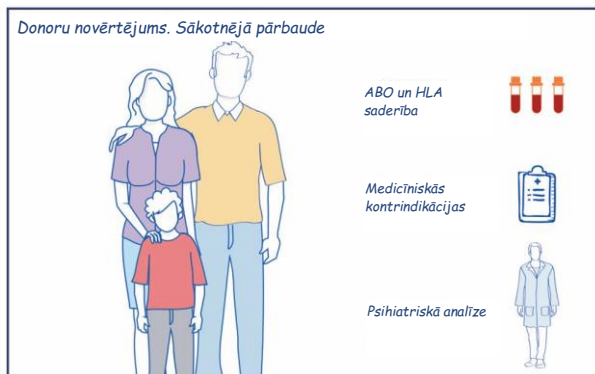 Donoru novērtējums. Sākotnējā pārbaude
ABO un HLA
saderība
Medicīniskās
kontrindikācijas
Psihiatriskā analīze